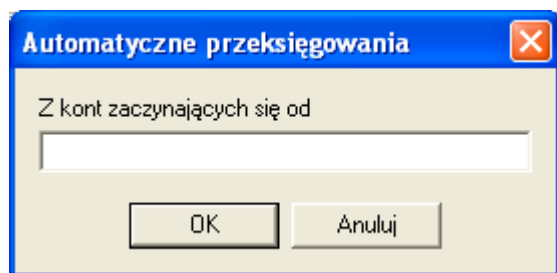 Automatyczne przeksięgowania
Z kont zaczynających się od
OK Anuluj